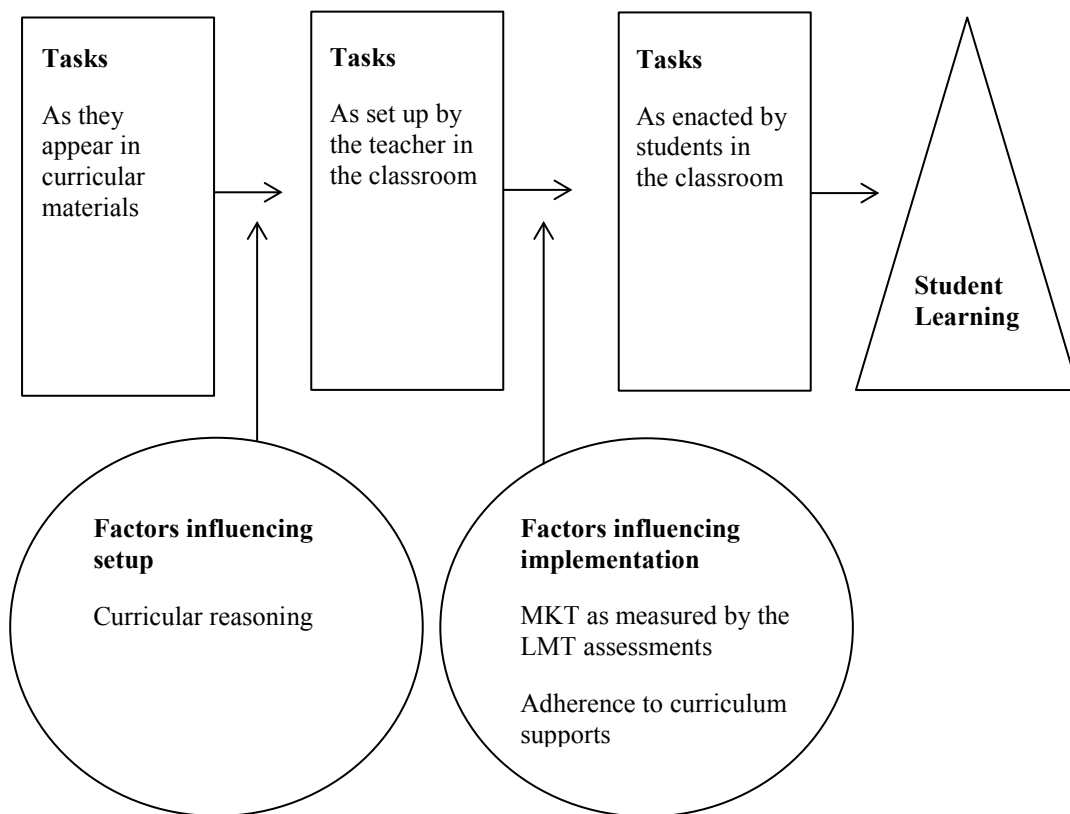 Tasks
As they
appear in
curricular
materials
Tasks
As set up by
the teacher in
the classroom
Tasks
As enacted by
students in
the classroom
Student
Learning
Factors influencing
setup
Curricular reasoning
Factors influencing
implementation
MKT as measured by the
LMT assessments
Adherence to curriculum
supports